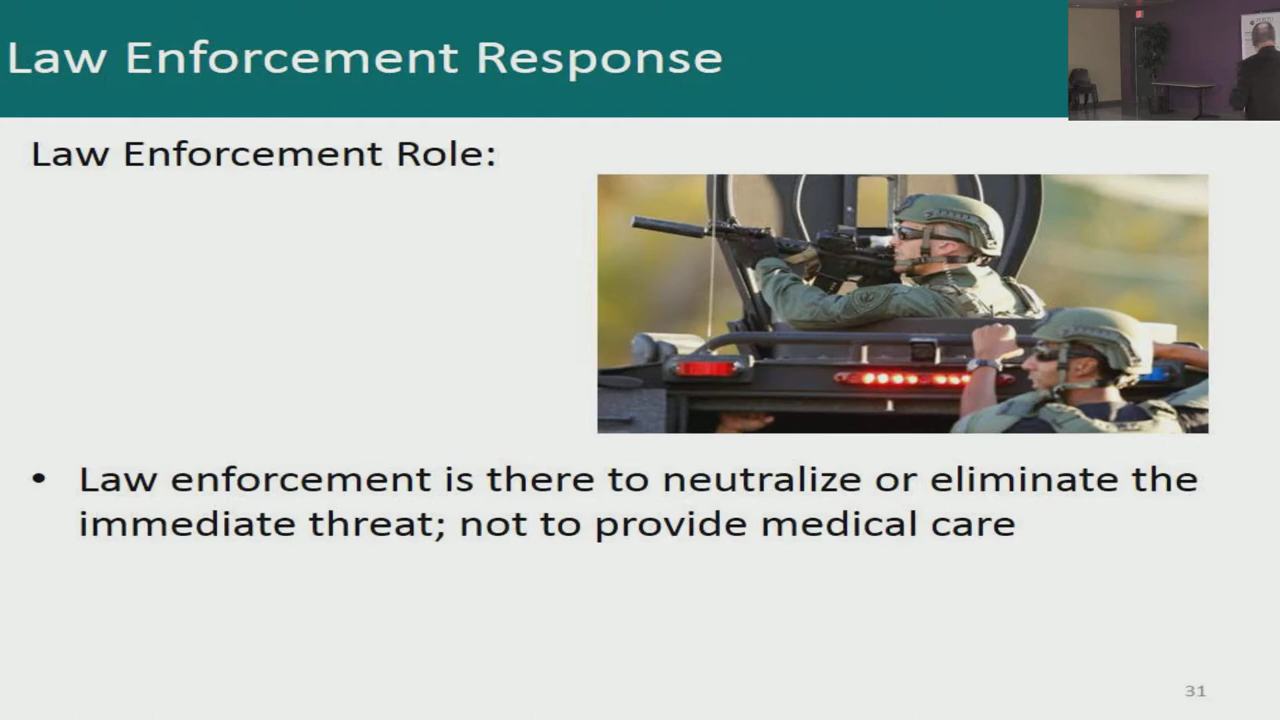 Law Enforcement Response
Law Enforcement Role:
• Law enforcement is there to neutralize or eliminate the
immediate threat; not to provide medical care
31